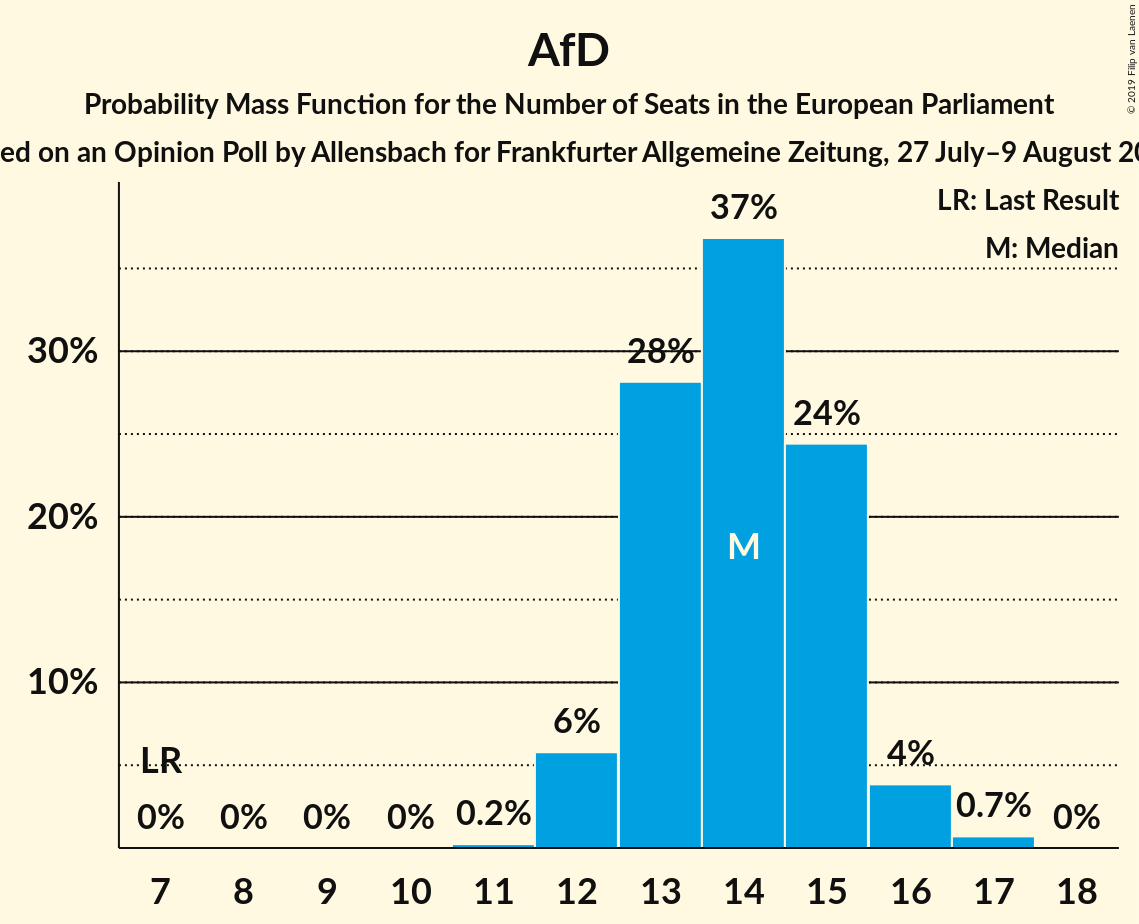 AfD
Probability Mass Function for the Number of Seats in the European Parliament
ed on an Opinion Poll by Allensbach for Frankfurter Allgemeine Zeitung, 27 July–9 August 20
© 2019 Filip van Laenen
LR: Last Result
M: Median
37%
30%
28%
24%
20%
M
10%
6%
LR
4%
0% 0% 0% 0% 0.2% 0.7% 0%
7 8 9 10 11 12 13 14 15 16 17 18